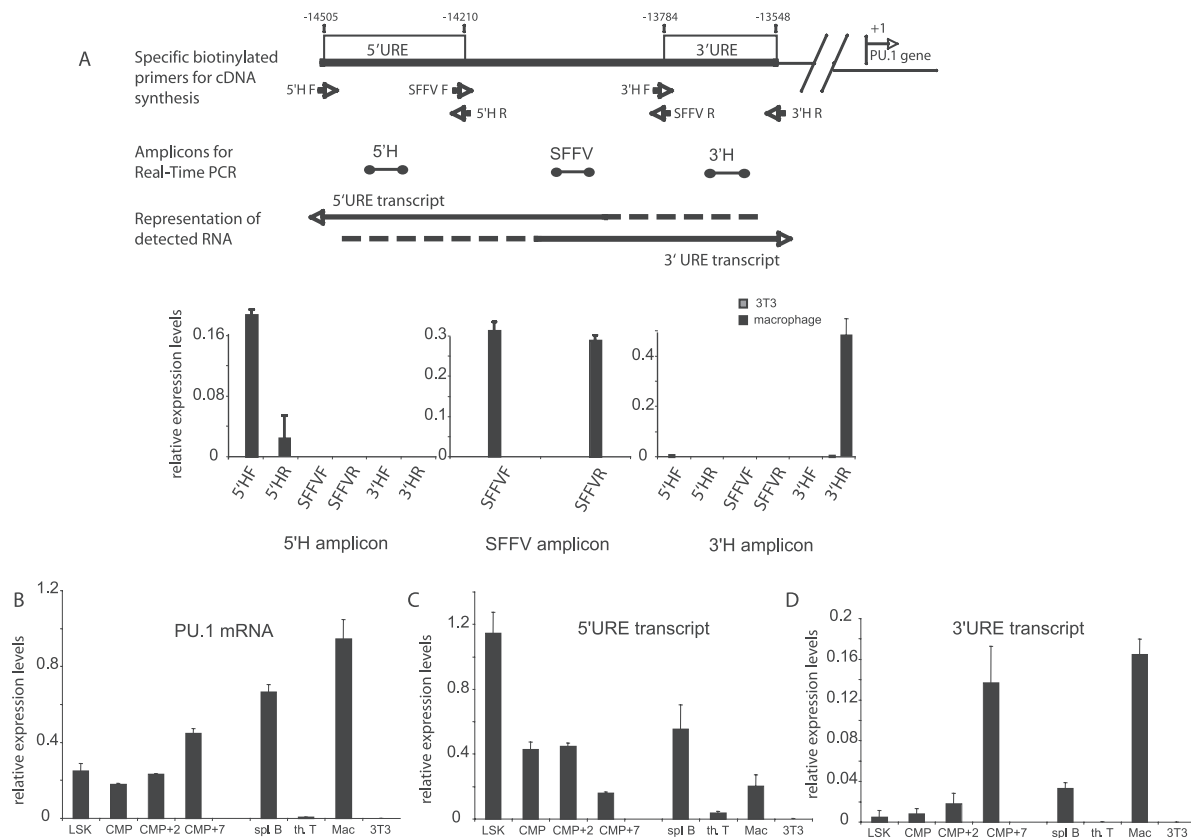 A
Specific biotinylated
primers for cDNA
synthesis
-14505
-14210
-13784
-13548
5'URE
3'URE
+1
PU.1 gene
5'H F
SFFV F
5'H R
3'H F
SFFV R
3'H R
Amplicons for
Real-Time PCR
5'H
SFFV
3'H
Representation of
detected RNA
5'URE transcript
3' URE transcript
relative expression levels
0.16
0.08
0
5'HF
5'HR
SFFVF
SFFVR
3'HF
3'HR
5'H amplicon
0.3
0.2
0.1
0
SFFVF
SFFVR
SFFV amplicon
3T3
macrophage
0.4
0.2
0
5'HF
5'HR
SFFVF
SFFVR
3'HF
3'HR
3'H amplicon
B
PU.1 mRNA
relative expression levels
1.2
0.8
0.4
0
LSK
CMP
CMP+2
CMP+7
spl. B
th. T
Mac
3T3
C
5'URE transcript
relative expression levels
1.2
0.8
0.4
0
LSK
CMP
CMP+2
CMP+7
spl B
th. T
Mac
3T3
D
3'URE transcript
relative expression levels
0.2
0.16
0.12
0.08
0.04
0
LSK
CMP
CMP+2
CMP+7
spl B
th. T
Mac
3T3